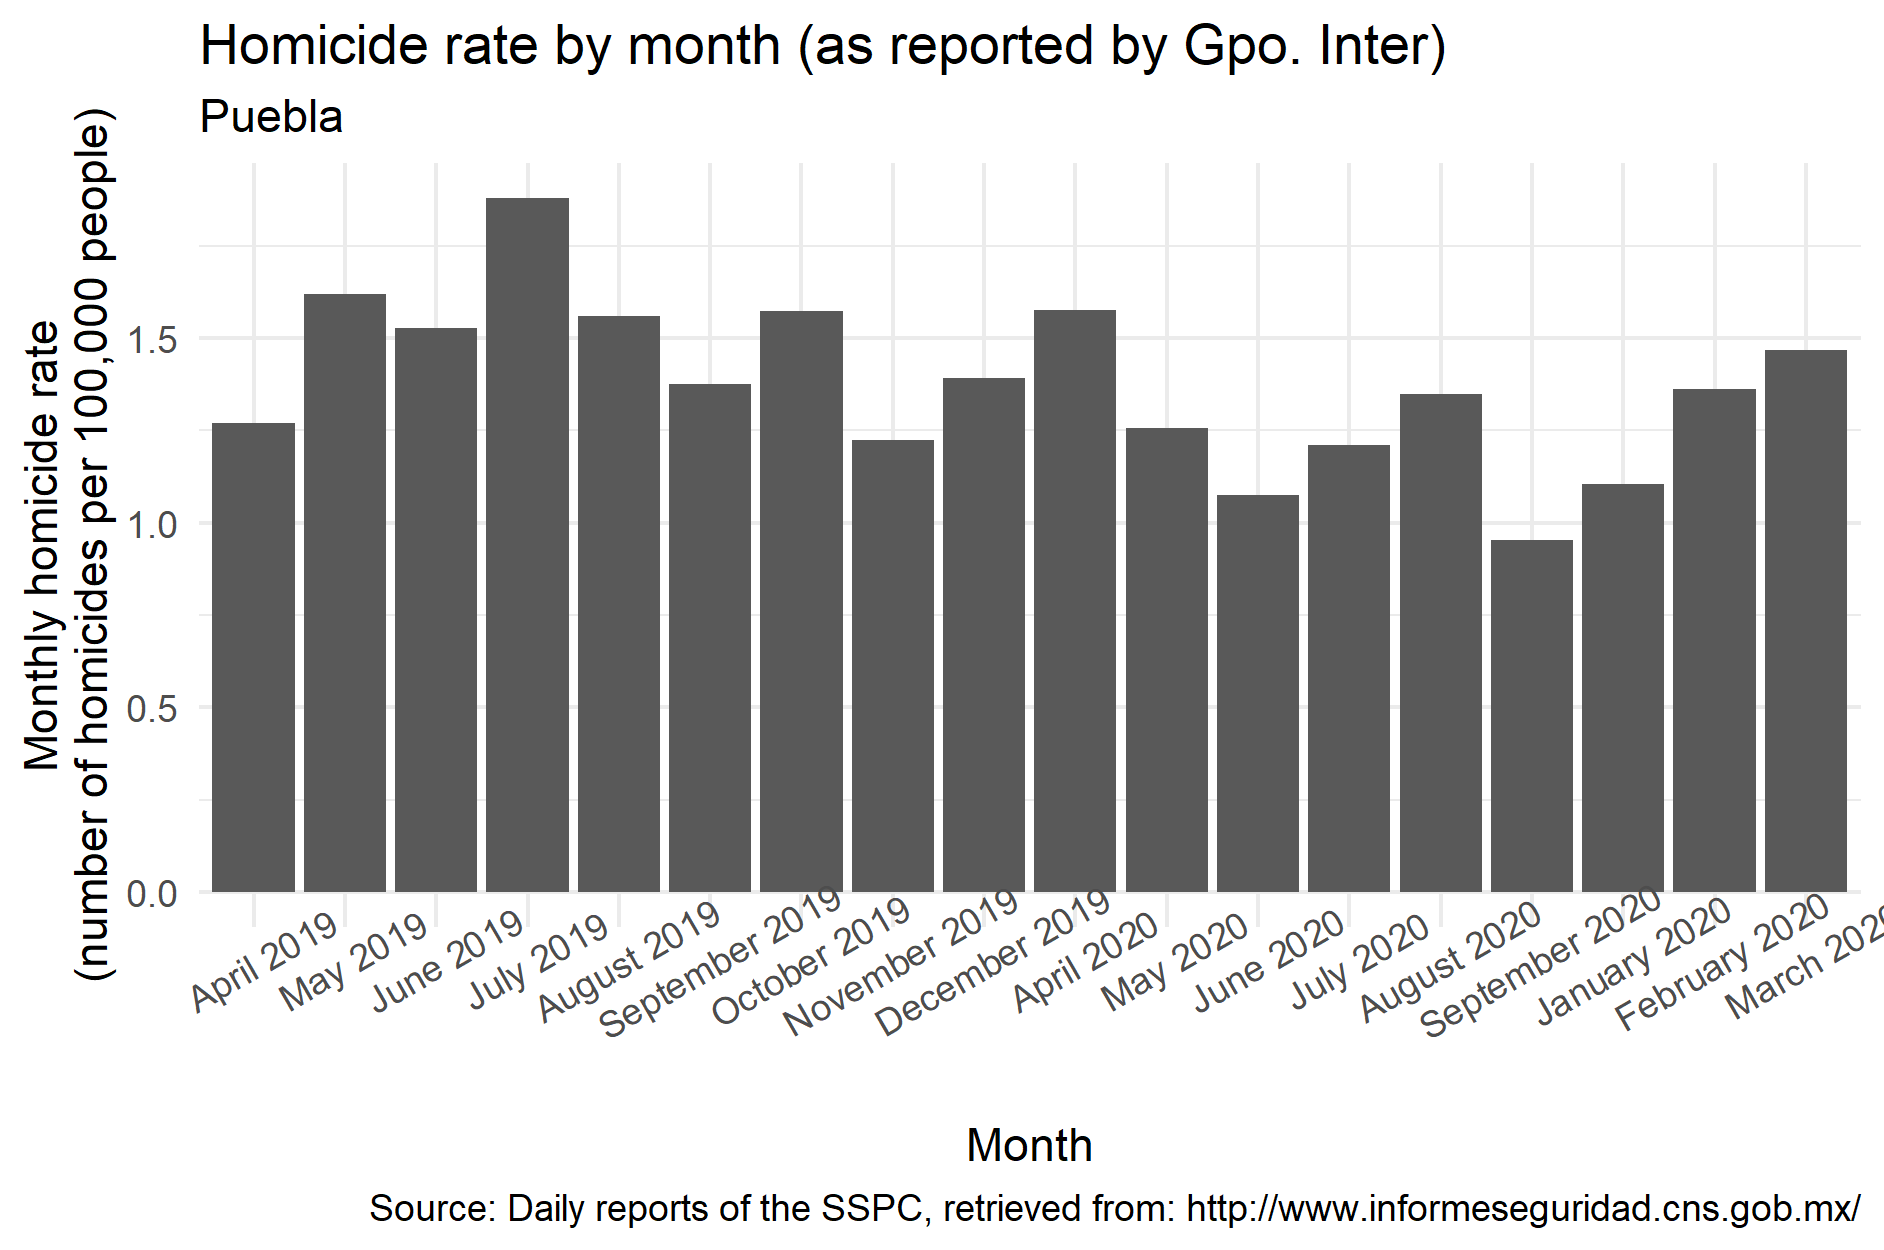 Homicide rate by month (as reported by Gpo. Inter)
Puebla
Monthly homicide rate
(number of homicides per 100,000 people)
1.5
1.0
0.5
0.0
April 2019
May 2019
June 2019
July 2019
August 2019
September 2019
October 2019
November 2019
December 2019
April 2020
May 2020
June 2020
July 2020
August 2020
September 2020
January 2020
February 2020
March 2020
Month
Source: Daily reports of the SSPC, retrieved from: http://www.informeseguridad.cns.gob.mx/